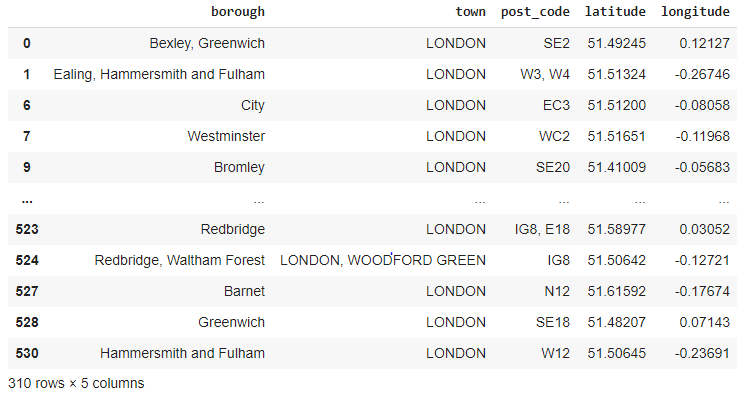 borough town post_code latitude longitude
0 Bexley, Greenwich LONDON SE2 51.49245 0.12127
1 Ealing, Hammersmith and Fulham LONDON W3, W4 51.51324 -0.26746
6 City LONDON EC3 51.51200 -0.08058
7 Westminster LONDON WC2 51.51651 -0.11968
9 Bromley LONDON SE20 51.41009 -0.05683
... ... ... ... ... ...
523 Redbridge LONDON IG8, E18 51.58977 0.03052
524 Redbridge, Waltham Forest LONDON, WOODFORD GREEN IG8 51.50642 -0.12721
527 Barnet LONDON N12 51.61592 -0.17674
528 Greenwich LONDON SE18 51.48207 0.07143
530 Hammersmith and Fulham LONDON W12 51.50645 -0.23691
310 rows × 5 columns